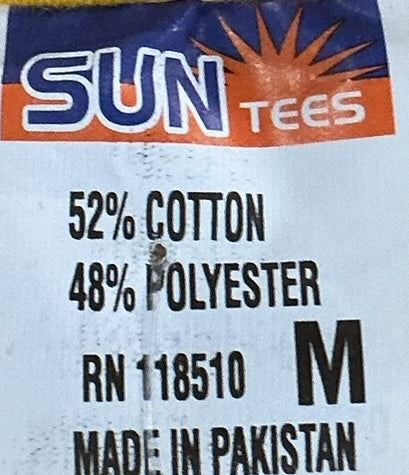 SUN TEES
52% COTTON
48% POLYESTER
RN 118510 M
MADE IN PAKISTAN